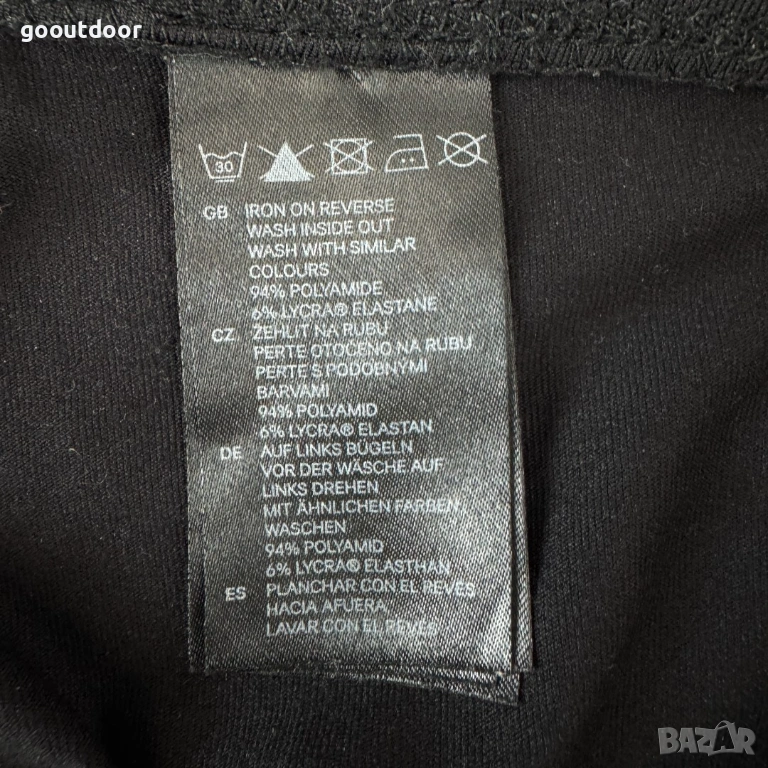 gooutdoor
30
GB IRON ON REVERSE
WASH INSIDE OUT
WASH WITH SIMILAR
COLOURS
94% POLYAMIDE
6% LYCRA® ELASTANE
CZ ŽEHLIT NA RUBU
PERTE OTOČENO NA RUBU
PERTE S PODOBNÝMI
BARVAMI
94% POLYAMID
6% LYCRA® ELASTAN
DE AUF LINKS BÜGELN
VOR DER WÄSCHE AUF
LINKS DREHEN
MIT ÄHNLICHEN FARBEN
WASCHEN
94% POLYAMID
6% LYCRA® ELASTHAN
ES PLANCHAR CON EL REVÉS
HACIA AFUERA
LAVAR CON EL REVÉS
BAZAR